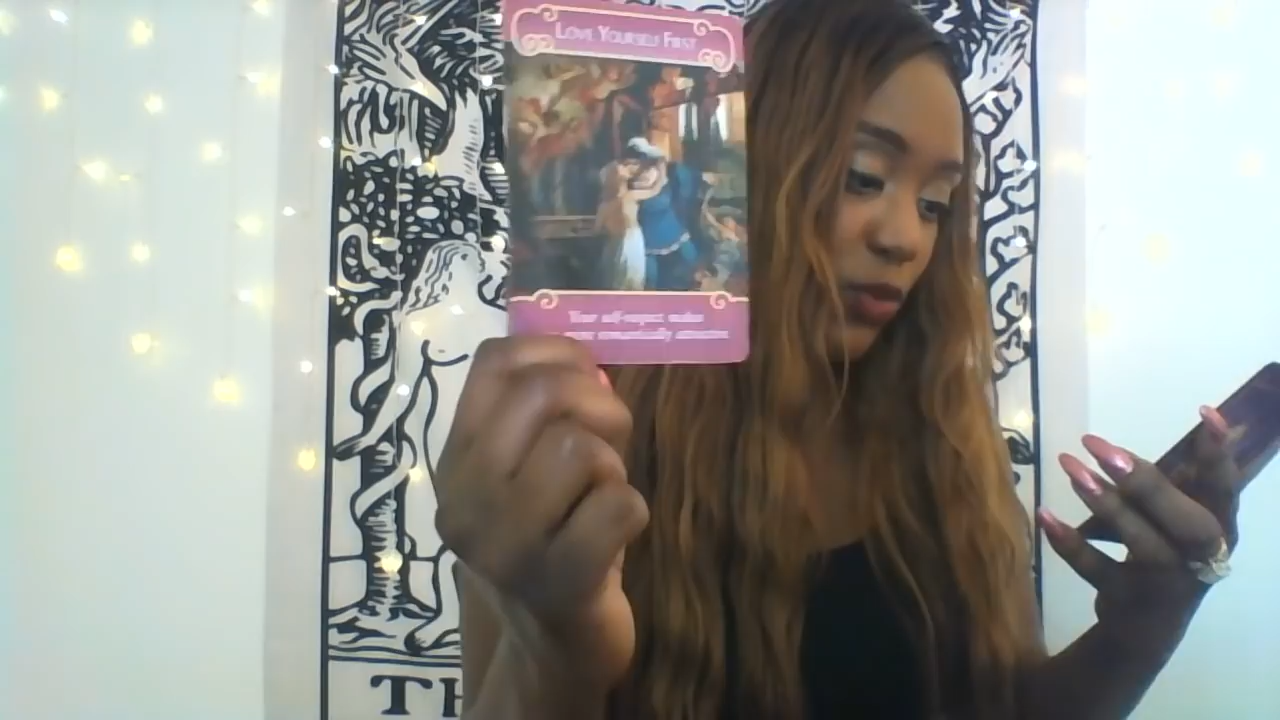 LOVE YOURSELF FIRST
Your self-respect makes
more romantically attractive
TH